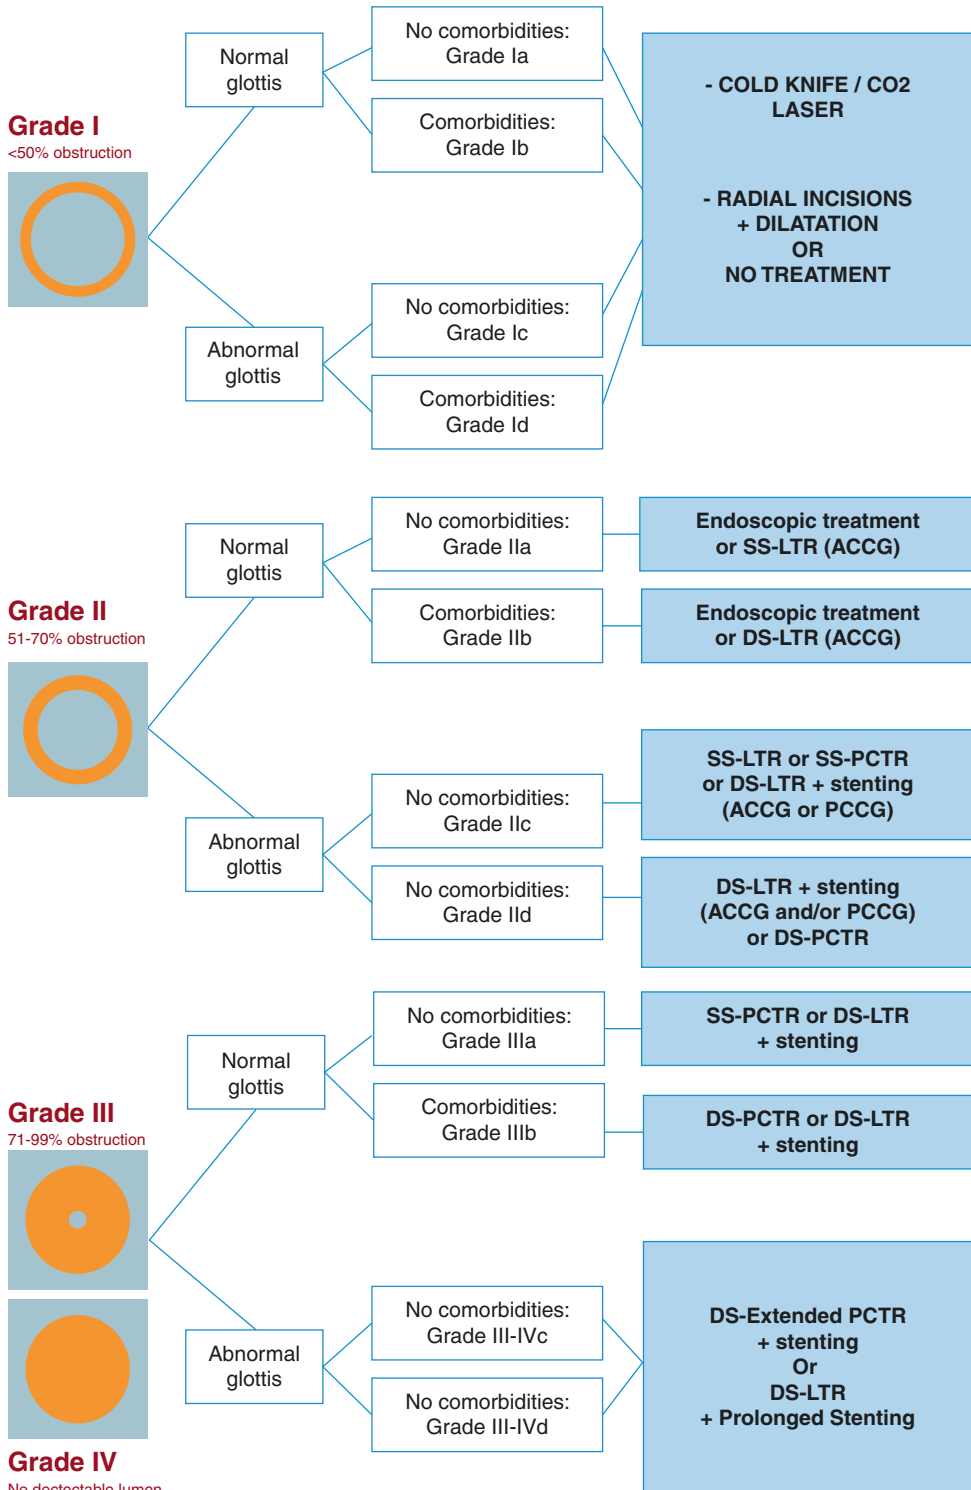 Grade I
<50% obstruction
Normal
glottis
No comorbidities:
Grade Ia
Comorbidities:
Grade Ib
Abnormal
glottis
No comorbidities:
Grade Ic
Comorbidities:
Grade Id
- COLD KNIFE / CO2
LASER
- RADIAL INCISIONS
+ DILATATION
OR
NO TREATMENT
Grade II
51-70% obstruction
Normal
glottis
No comorbidities:
Grade IIa
Endoscopic treatment
or SS-LTR (ACCG)
Comorbidities:
Grade IIb
Endoscopic treatment
or DS-LTR (ACCG)
Abnormal
glottis
No comorbidities:
Grade IIc
SS-LTR or SS-PCTR
or DS-LTR + stenting
(ACCG or PCCG)
No comorbidities:
Grade IId
DS-LTR + stenting
(ACCG and/or PCCG)
or DS-PCTR
Grade III
71-99% obstruction
Normal
glottis
No comorbidities:
Grade IIIa
SS-PCTR or DS-LTR
+ stenting
Comorbidities:
Grade IIIb
DS-PCTR or DS-LTR
+ stenting
Abnormal
glottis
No comorbidities:
Grade III-IVc
No comorbidities:
Grade III-IVd
DS-Extended PCTR
+ stenting
Or
DS-LTR
+ Prolonged Stenting
Grade IV
No dectectable lumen